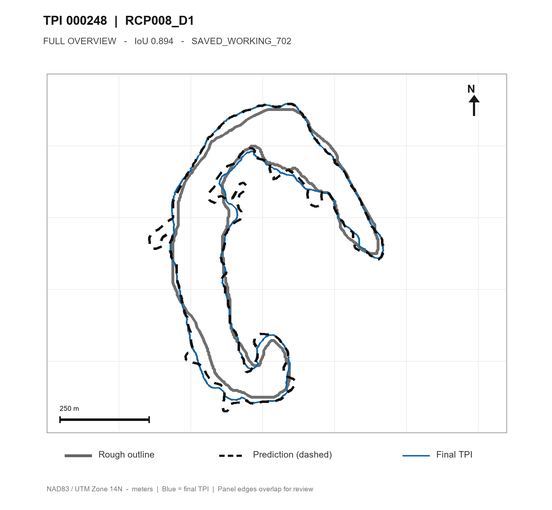 TPI 000248 | RCP008_D1
FULL OVERVIEW - IoU 0.894 - SAVED_WORKING_702
N
250 m
Rough outline
Prediction (dashed)
Final TPI
NAD83 / UTM Zone 14N - meters | Blue = final TPI | Panel edges overlap for review